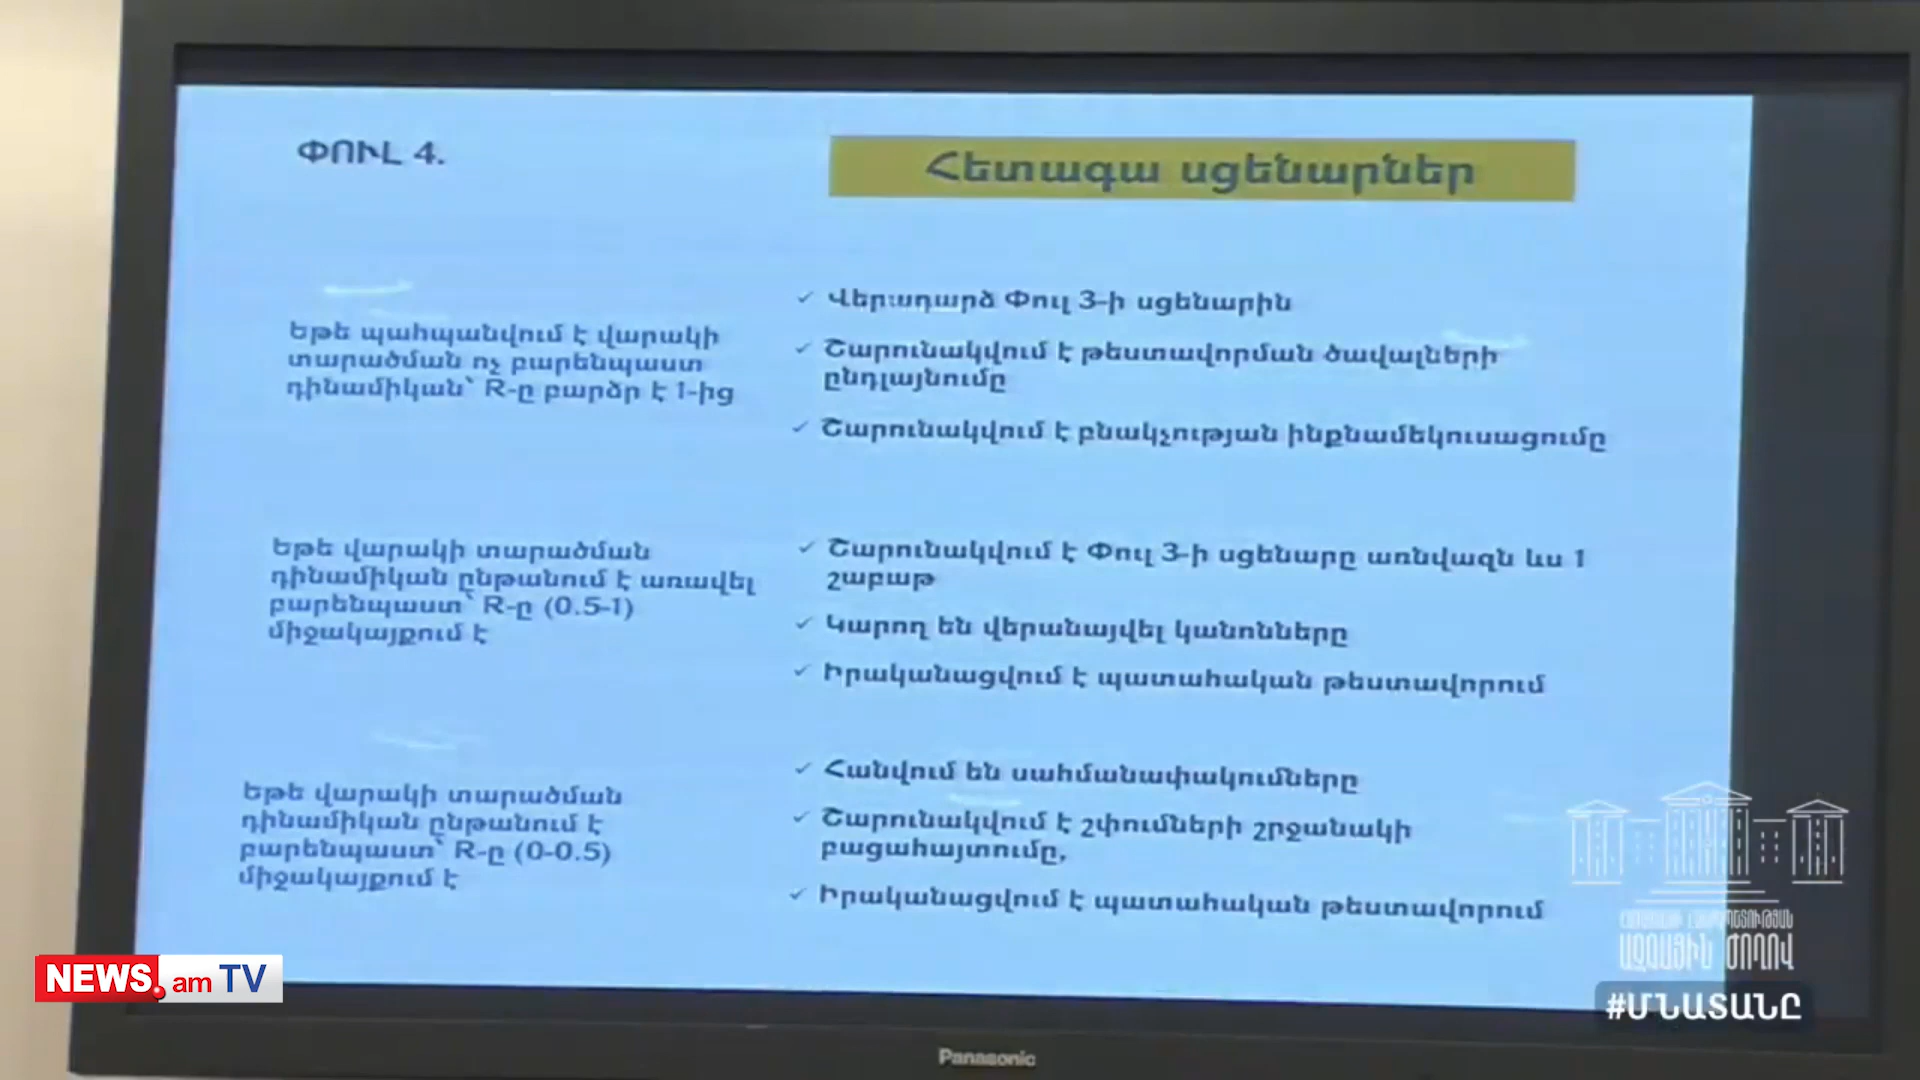 ՓՈՒԼ 4.
Հետագա սցենարներ
Եթե պահպանվում է վարակի
տարածման ոչ բարենպաստ
դինամիկան՝ R-ը բարձր է 1-ից
✓ Վերադարձ Փուլ 3-ի սցենարին
✓ Շարունակվում է թեստավորման ծավալների
ընդլայնումը
✓ Շարունակվում է բնակչության ինքնամեկուսացումը
Եթե վարակի տարածման
դինամիկան ընթանում է առավել
բարենպաստ՝ R-ը (0.5-1)
միջակայքում է
✓ Շարունակվում է Փուլ 3-ի սցենարը առնվազն ևս 1
շաբաթ
✓ Կարող են վերանայվել կանոնները
✓ Իրականացվում է պատահական թեստավորում
Եթե վարակի տարածման
դինամիկան ընթանում է
բարենպաստ՝ R-ը (0-0.5)
միջակայքում է
✓ Հանվում են սահմանափակումները
✓ Շարունակվում է շփումների շրջանակի
բացահայտումը,
✓ Իրականացվում է պատահական թեստավորում
ՀԱՅԱՍՏԱՆԻ ՀԱՆՐԱՊԵՏՈՒԹՅԱՆ
ԱԶԳԱՅԻՆ ԺՈՂՈՎ
#ՄՆԱՏԱՆԸ
NEWS.am TV
Panasonic